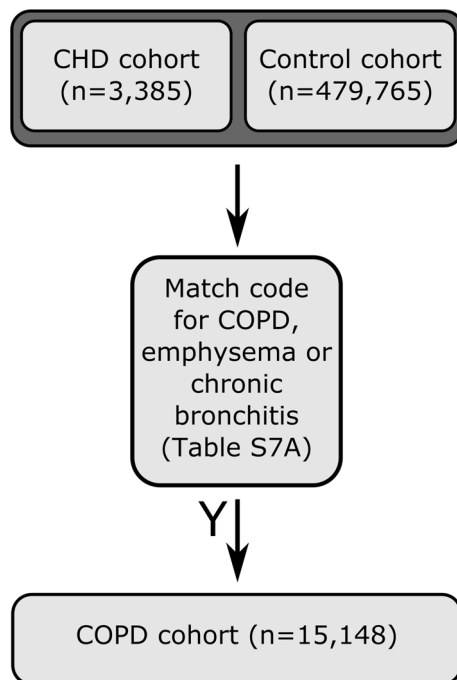 CHD cohort
(n=3,385)
Control cohort
(n=479,765)
Match code
for COPD,
emphysema or
chronic
bronchitis
(Table S7A)
Y
COPD cohort (n=15,148)